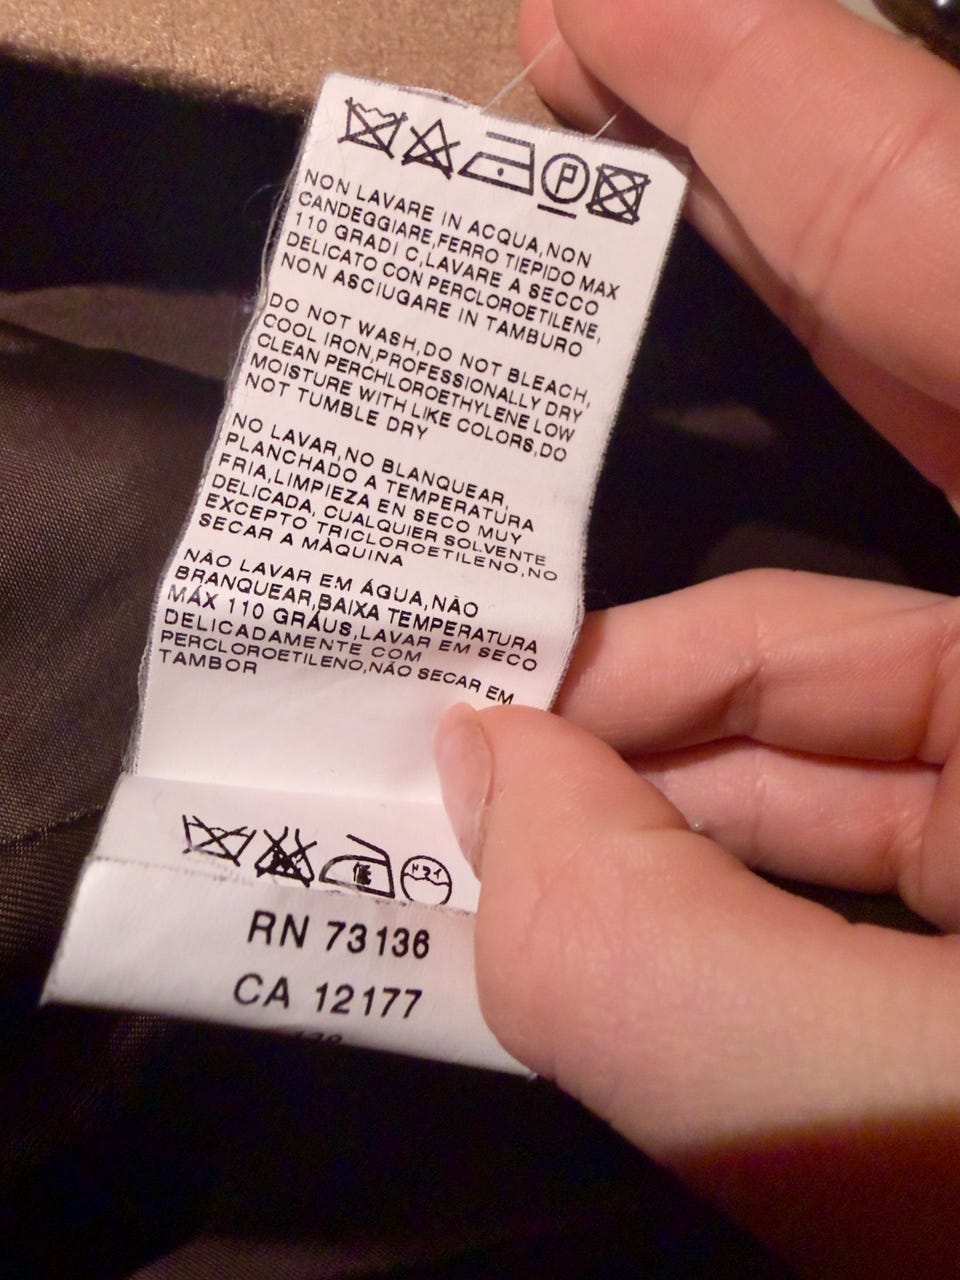 P
NON LAVARE IN ACQUA,NON
CANDEGGIARE,FERRO TIEPIDO MAX
110 GRADI C,LAVARE A SECCO
DELICATO CON PERCLOROETILENE,
NON ASCIUGARE IN TAMBURO
DO NOT WASH,DO NOT BLEACH,
COOL IRON,PROFESSIONALLY DRY
CLEAN PERCHLOROETHYLENE LOW
MOISTURE WITH LIKE COLORS,DO
NOT TUMBLE DRY
NO LAVAR,NO BLANQUEAR,
PLANCHADO A TEMPERATURA
FRIA,LIMPIEZA EN SECO MUY
DELICADA, CUALQUIER SOLVENTE
EXCEPTO TRICLOROETILENO,NO
SECAR A MÀQUINA
NÃO LAVAR EM ÁGUA,NÃO
BRANQUEAR,BAIXA TEMPERATURA
MÁX 110 GRÁUS,LAVAR EM SECO
DELICADAMENTE COM
PERCLOROETILENO,NÃO SECAR EM
TAMBOR
RN 73136
CA 12177